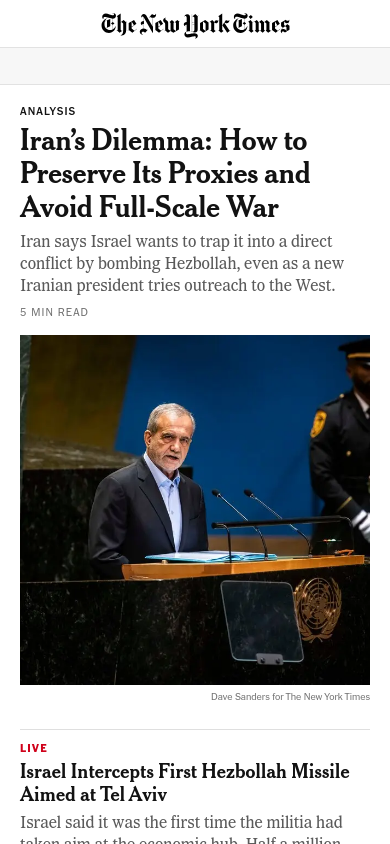 The New York Times
ANALYSIS
Iran’s Dilemma: How to
Preserve Its Proxies and
Avoid Full-Scale War
Iran says Israel wants to trap it into a direct
conflict by bombing Hezbollah, even as a new
Iranian president tries outreach to the West.
5 MIN READ
Dave Sanders for The New York Times
LIVE
Israel Intercepts First Hezbollah Missile
Aimed at Tel Aviv
Israel said it was the first time the militia had
taken aim at the economic hub. Half a million